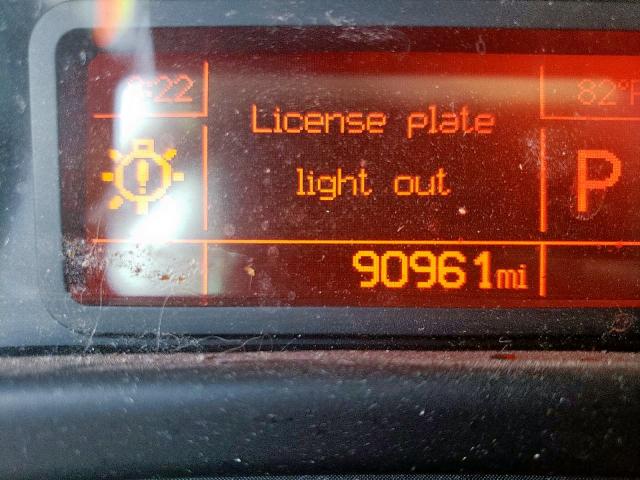 82°F
License plate
light out
P
90961mi